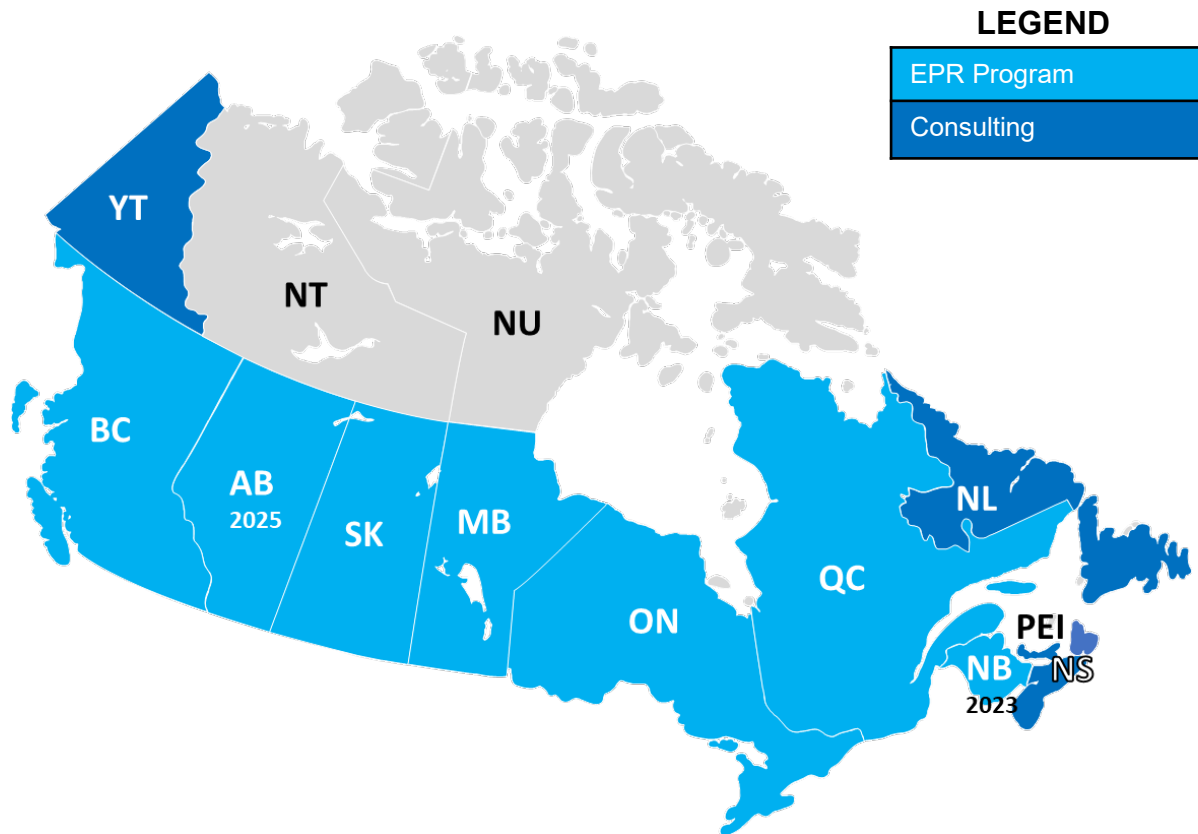 LEGEND
EPR Program
Consulting
YT
NT
NU
BC
AB
2025
SK
MB
ON
QC
NL
PEI
NB
NS
2023